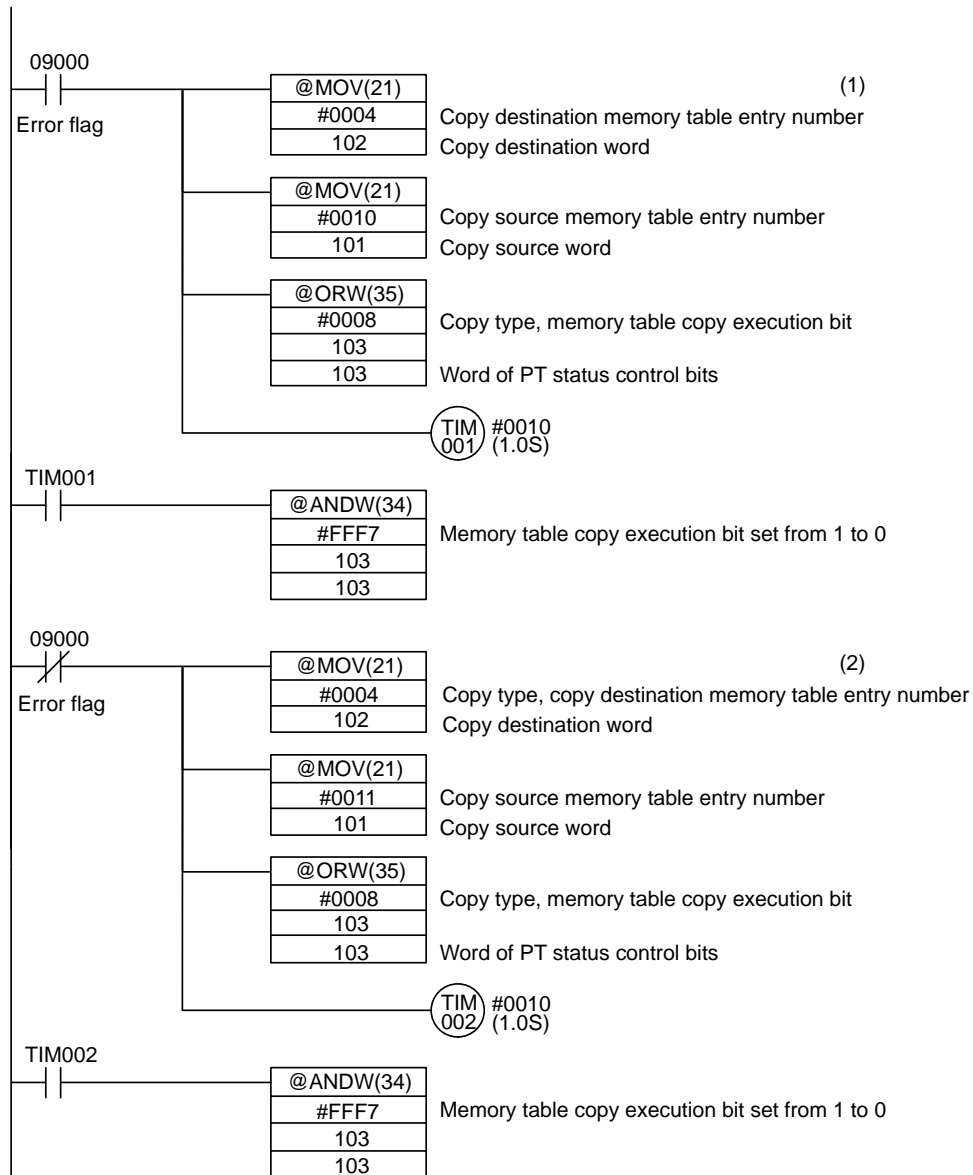 09000
Error flag
@MOV(21) (1)
#0004 Copy destination memory table entry number
102 Copy destination word
@MOV(21)
#0010 Copy source memory table entry number
101 Copy source word
@ORW(35)
#0008 Copy type, memory table copy execution bit
103
103 Word of PT status control bits
TIM #0010
001 (1.0S)
TIM001
@ANDW(34)
#FFF7 Memory table copy execution bit set from 1 to 0
103
103
09000
Error flag
@MOV(21) (2)
#0004 Copy type, copy destination memory table entry number
102 Copy destination word
@MOV(21)
#0011 Copy source memory table entry number
101 Copy source word
@ORW(35)
#0008 Copy type, memory table copy execution bit
103
103 Word of PT status control bits
TIM #0010
002 (1.0S)
TIM002
@ANDW(34)
#FFF7 Memory table copy execution bit set from 1 to 0
103
103